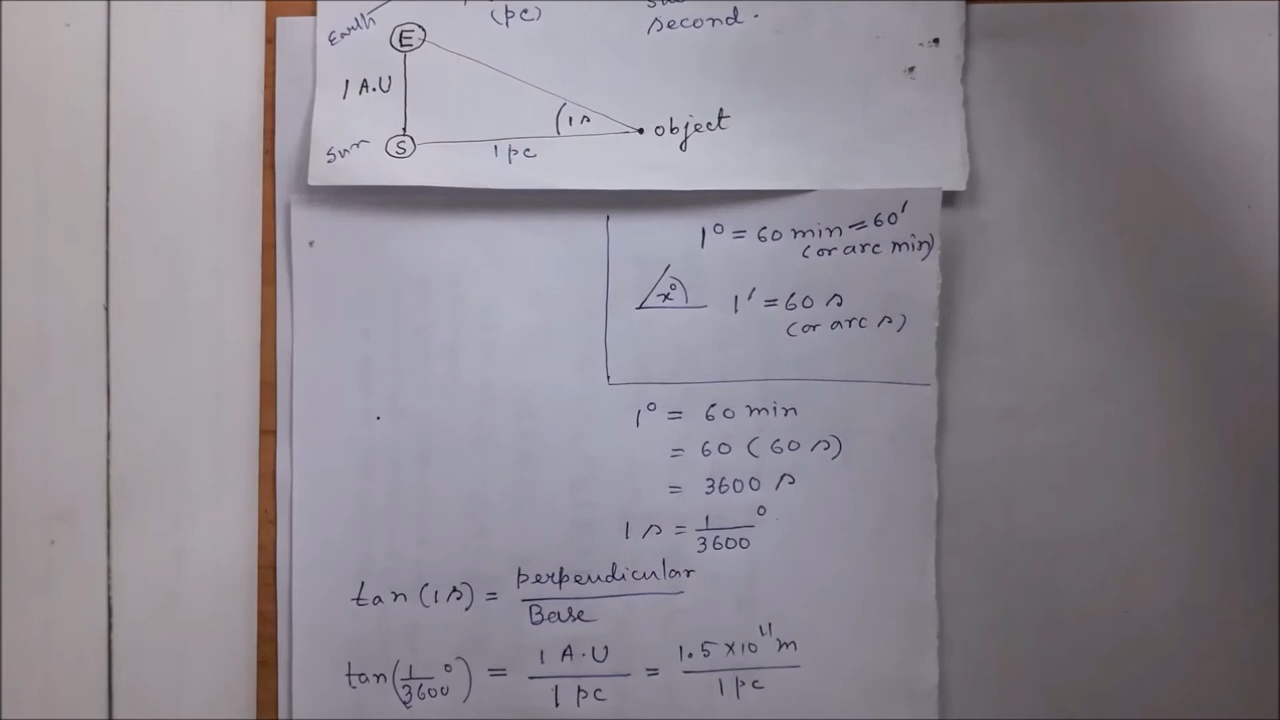 (pc)
second.
Earth
E
1 A.U
(1 s
object
Sun
S
1 pc
1° = 60 min = 60'
(or arc min)
x°
1' = 60 s
(or arc s)
1° = 60 min
= 60 (60 s)
= 3600 s
1 s = 1/3600 °
tan (1 s) = perpendicular / Base
tan(1/3600 °) = 1 A.U / 1 pc = 1.5 x 10^11 m / 1 pc